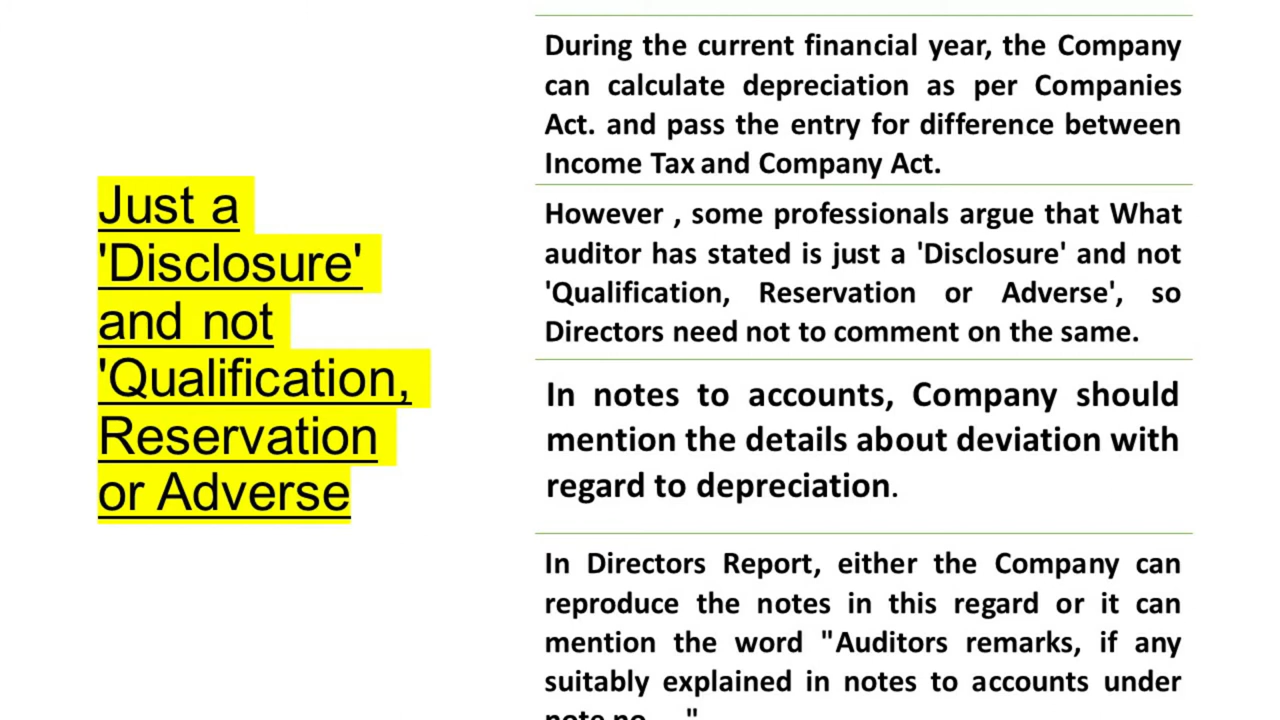 Just a
'Disclosure'
and not
'Qualification,
Reservation
or Adverse
During the current financial year, the Company
can calculate depreciation as per Companies
Act. and pass the entry for difference between
Income Tax and Company Act.
However , some professionals argue that What
auditor has stated is just a 'Disclosure' and not
'Qualification, Reservation or Adverse', so
Directors need not to comment on the same.
In notes to accounts, Company should
mention the details about deviation with
regard to depreciation.
In Directors Report, either the Company can
reproduce the notes in this regard or it can
mention the word "Auditors remarks, if any
suitably explained in notes to accounts under
note no. "